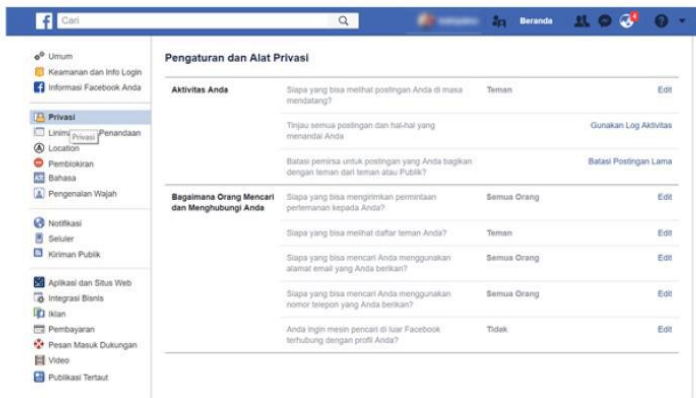 Cari
Beranda
Umum
Keamanan dan Info Login
Informasi Facebook Anda
Privasi
Linim
Penandaan
Privasi
Location
Pemblokiran
Bahasa
Pengenalan Wajah
Notifikasi
Seluler
Kiriman Publik
Aplikasi dan Situs Web
Integrasi Bisnis
Iklan
Pembayaran
Pesan Masuk Dukungan
Video
Publikasi Tertaut
Pengaturan dan Alat Privasi
Aktivitas Anda
Siapa yang bisa melihat postingan Anda di masa
mendatang?
Teman
Edit
Tinjau semua postingan dan hal-hal yang
menandai Anda
Gunakan Log Aktivitas
Batasi pemirsa untuk postingan yang Anda bagikan
dengan teman dari teman atau Publik?
Batasi Postingan Lama
Bagaimana Orang Mencari
dan Menghubungi Anda
Siapa yang bisa mengirimkan permintaan
pertemanan kepada Anda?
Semua Orang
Edit
Siapa yang bisa melihat daftar teman Anda?
Teman
Edit
Siapa yang bisa mencari Anda menggunakan
alamat email yang Anda berikan?
Semua Orang
Edit
Siapa yang bisa mencari Anda menggunakan
nomor telepon yang Anda berikan?
Semua Orang
Edit
Anda ingin mesin pencari di luar Facebook
terhubung dengan profil Anda?
Tidak
Edit